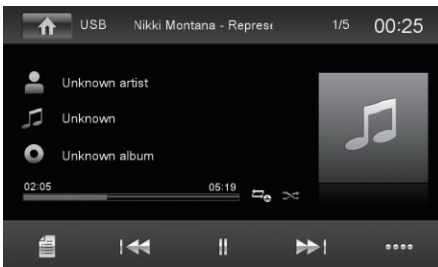 USB Nikki Montana - Represe 1/5 00:25
Unknown artist
Unknown
Unknown album
02:05 05:19